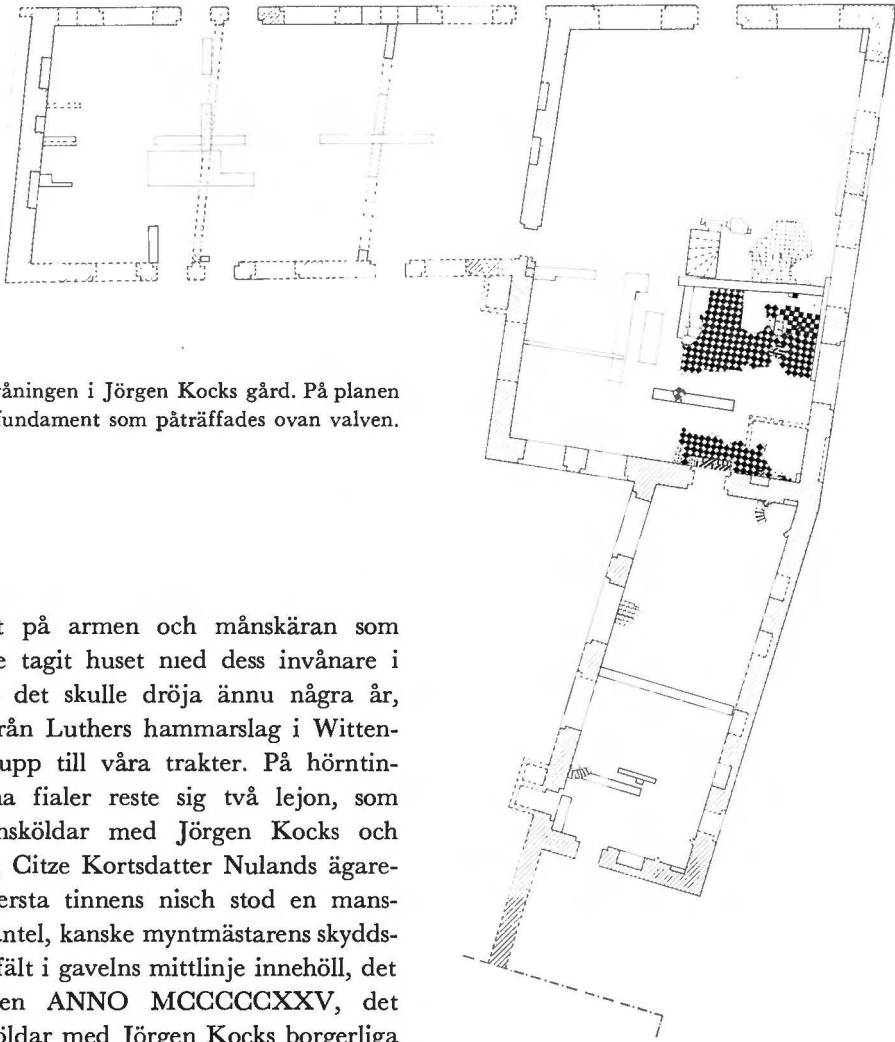 råningen i Jörgen Kocks gård. På planen
fundament som påträffades ovan valven.
t på armen och månskäran som
e tagit huset med dess invånare i
det skulle dröja ännu några år,
rån Luthers hammarslag i Witten-
upp till våra trakter. På hörntin-
na fialer reste sig två lejon, som
nsköldar med Jörgen Kocks och
Citze Kortsdatter Nulands ägare-
ersta tinnens nisch stod en mans-
antel, kanske myntmästarens skydds-
fält i gavelns mittlinje innehöll, det
en ANNO MCCCCCXXV, det
öldar med Jörgen Kocks borgerliga